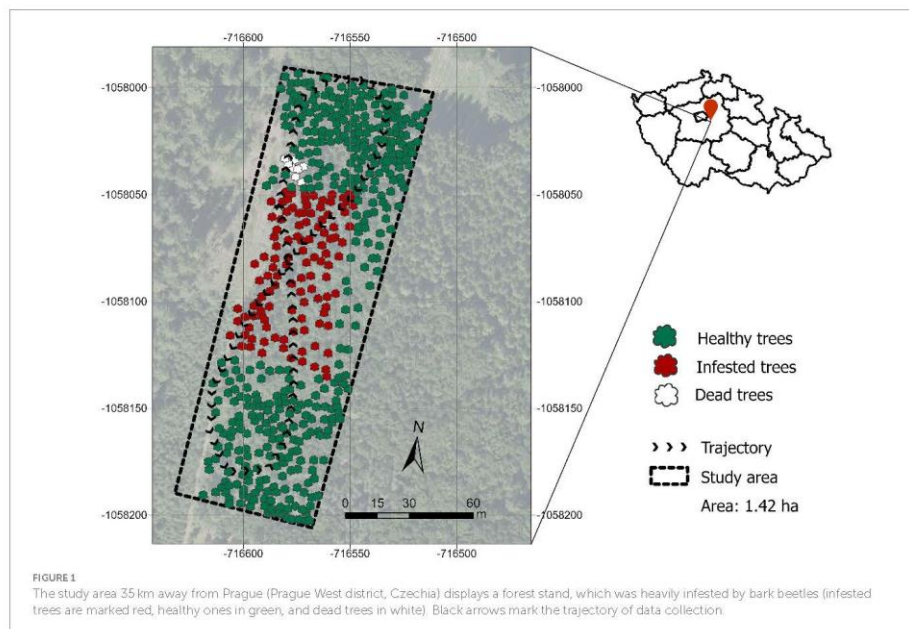 -716600 -716550 -716500
-1058000 -1058000
-1058050 -1058050
-1058100 -1058100
-1058150 -1058150
-1058200 -1058200
N
0 15 30 60
m
-716600 -716550 -716500
Healthy trees
Infested trees
Dead trees
Trajectory
Study area
Area: 1.42 ha
FIGURE 1
The study area 35 km away from Prague (Prague West district, Czechia) displays a forest stand, which was heavily infested by bark beetles (infested
trees are marked red, healthy ones in green, and dead trees in white). Black arrows mark the trajectory of data collection.